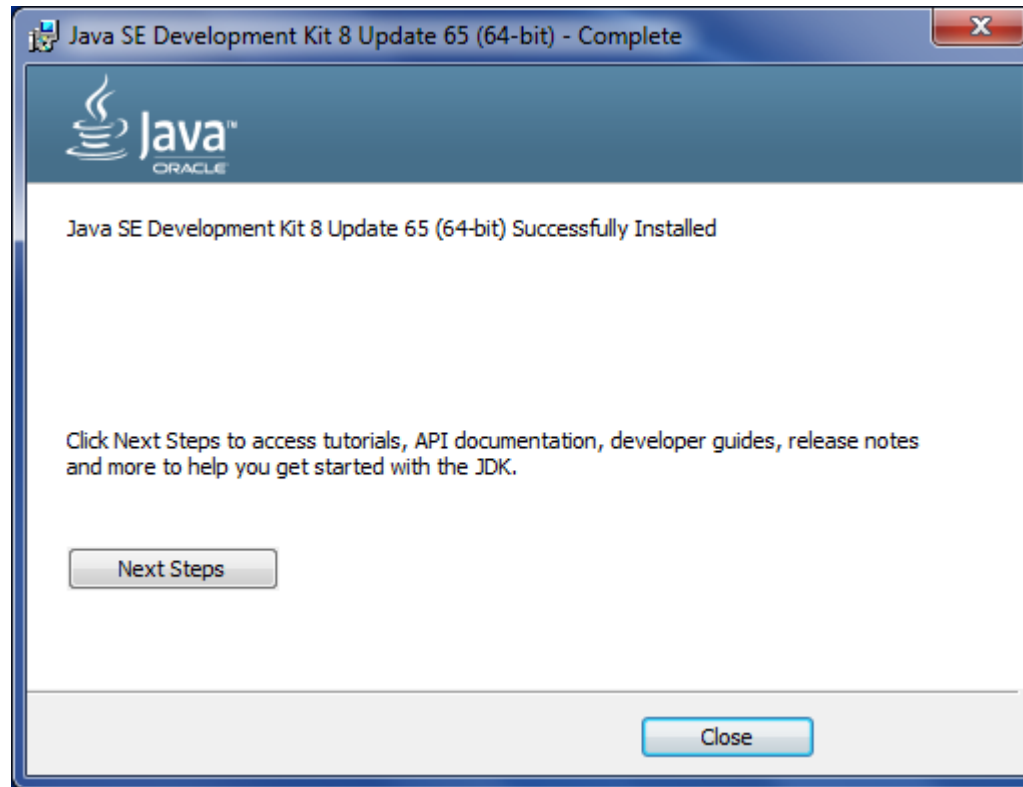 Java SE Development Kit 8 Update 65 (64-bit) - Complete
Java™
ORACLE
Java SE Development Kit 8 Update 65 (64-bit) Successfully Installed
Click Next Steps to access tutorials, API documentation, developer guides, release notes
and more to help you get started with the JDK.
Next Steps
Close